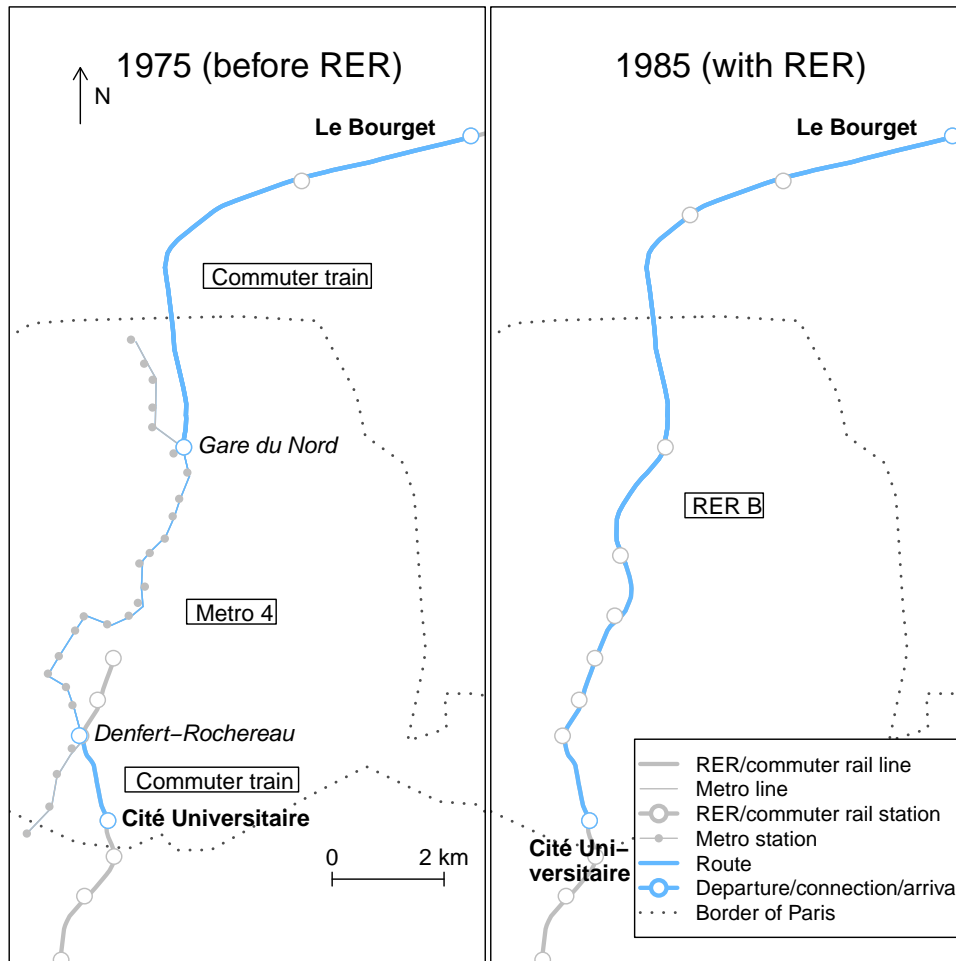 1975 (before RER)
N
Le Bourget
Commuter train
Gare du Nord
Metro 4
Denfert−Rochereau
Commuter train
Cité Universitaire
0 2 km
1985 (with RER)
Le Bourget
RER B
Cité Uni−
versitaire
RER/commuter rail line
Metro line
RER/commuter rail station
Metro station
Route
Departure/connection/arrival
Border of Paris